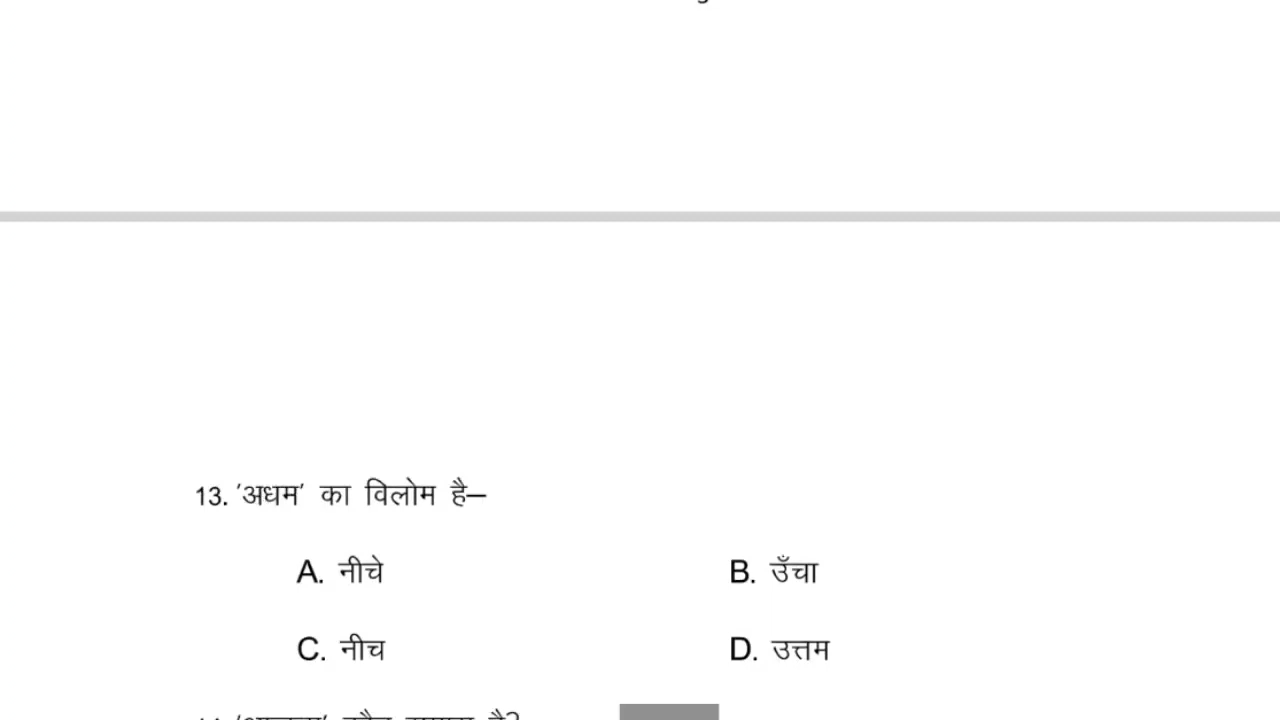 13. 'अधम' का विलोम है–
A. नीचे B. उँचा
C. नीच D. उत्तम